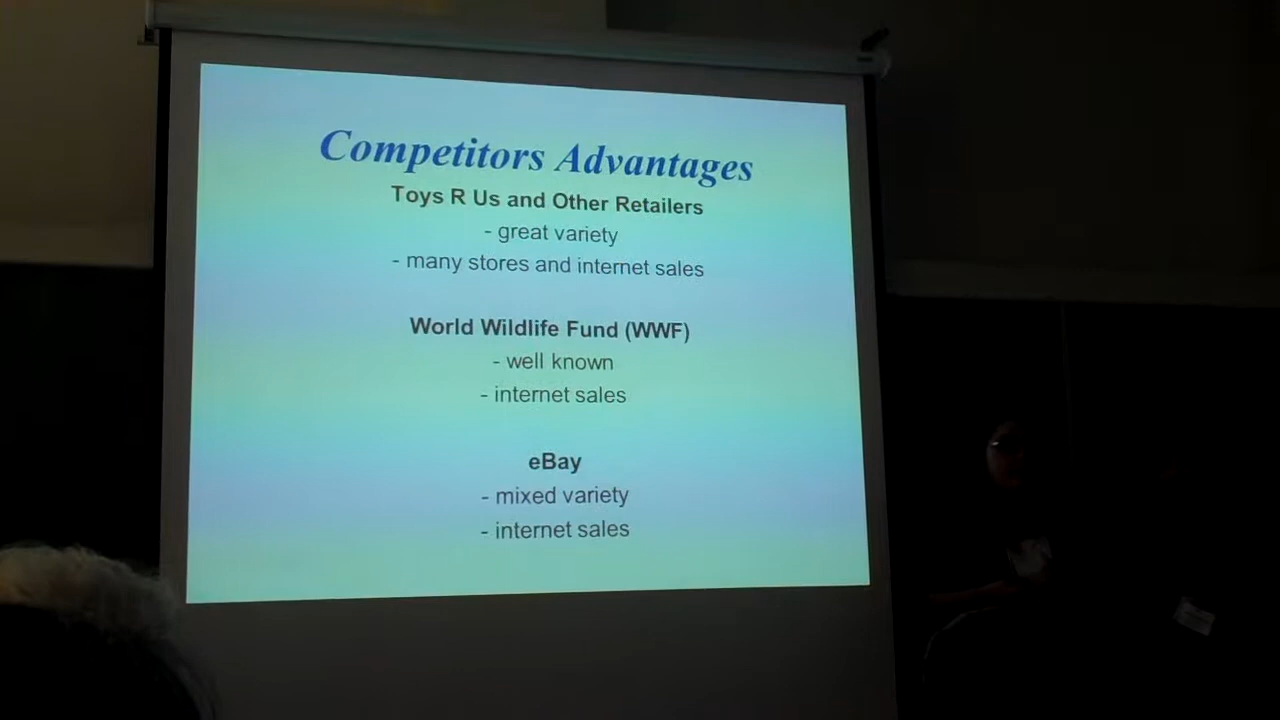 Competitors Advantages
Toys R Us and Other Retailers
- great variety
- many stores and internet sales
World Wildlife Fund (WWF)
- well known
- internet sales
eBay
- mixed variety
- internet sales